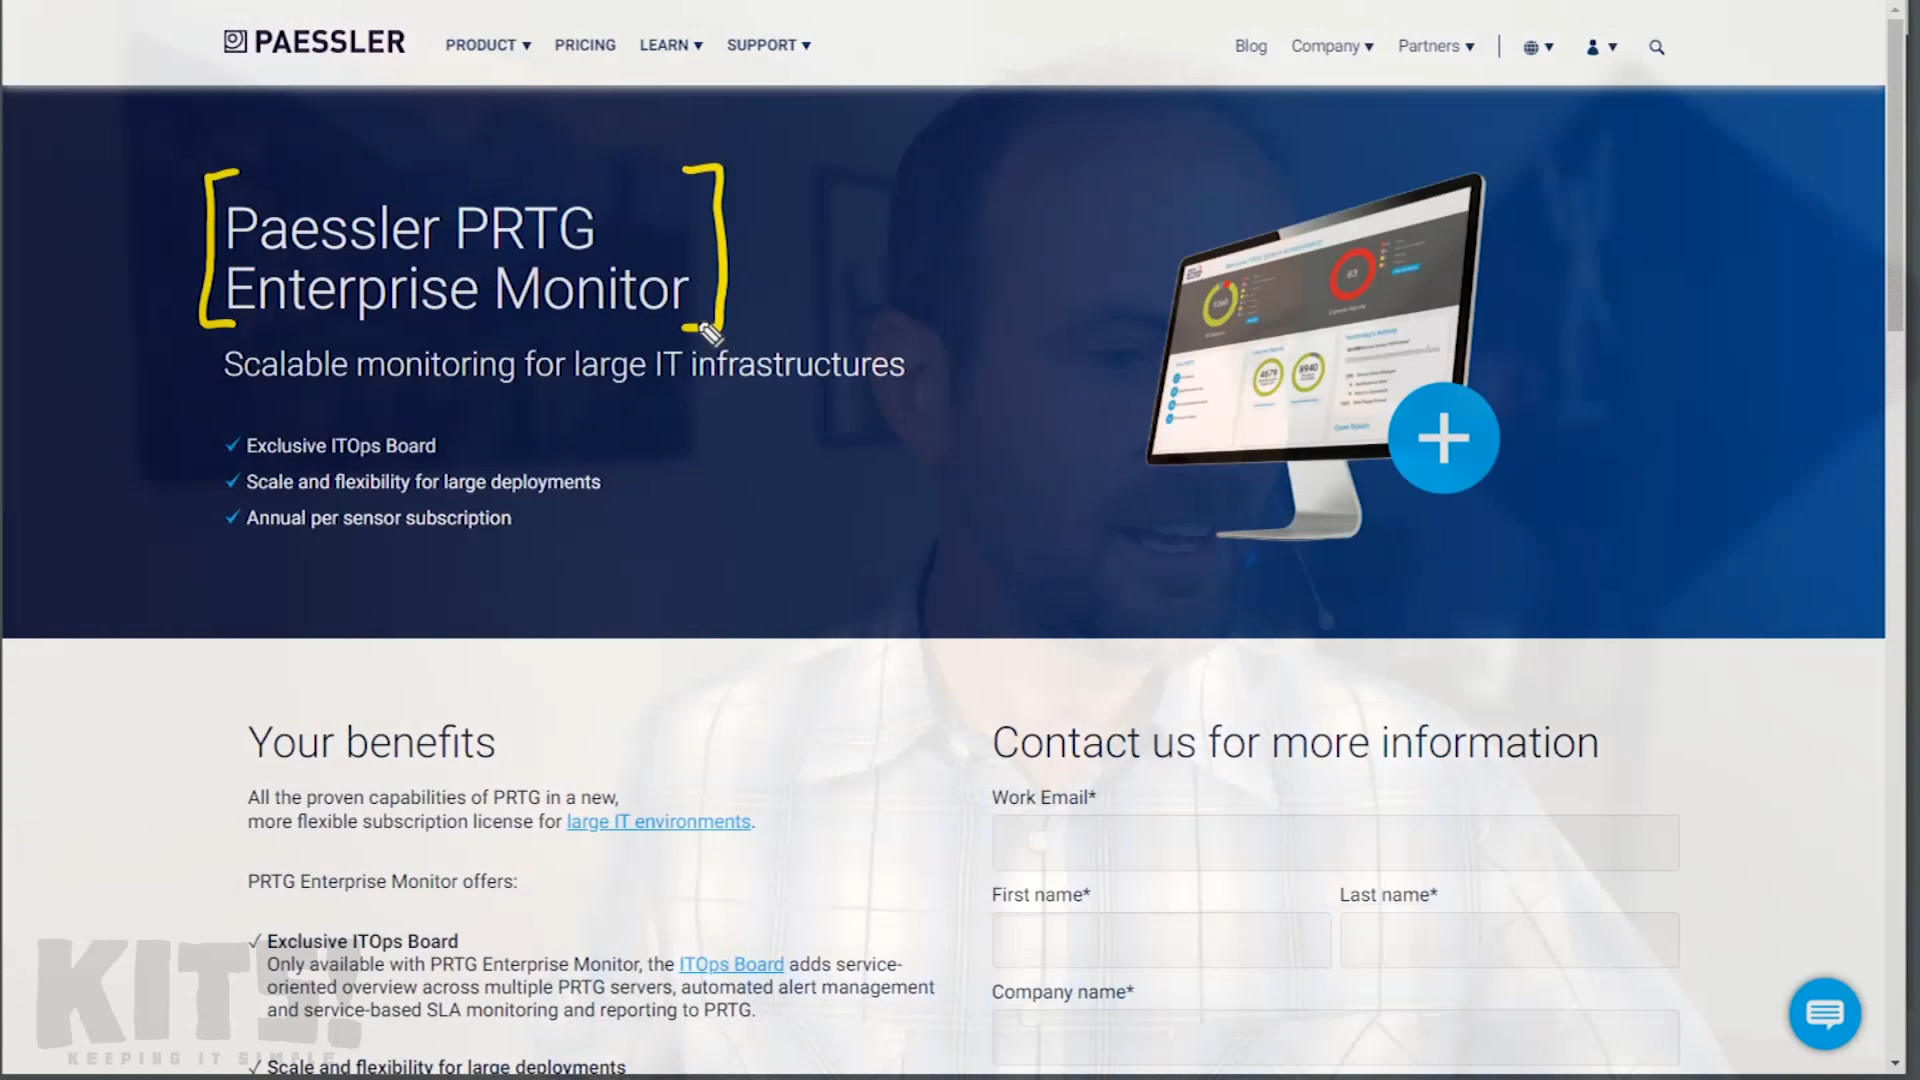 PAESSLER
PRODUCT ▼ PRICING LEARN ▼ SUPPORT ▼
Blog Company ▼ Partners ▼
Paessler PRTG
Enterprise Monitor
Scalable monitoring for large IT infrastructures
✓ Exclusive ITOps Board
✓ Scale and flexibility for large deployments
✓ Annual per sensor subscription
83
4679
8940
Your benefits
All the proven capabilities of PRTG in a new,
more flexible subscription license for large IT environments.
PRTG Enterprise Monitor offers:
✓ Exclusive ITOps Board
Only available with PRTG Enterprise Monitor, the ITOps Board adds service-
oriented overview across multiple PRTG servers, automated alert management
and service-based SLA monitoring and reporting to PRTG.
✓ Scale and flexibility for large deployments
Contact us for more information
Work Email*
First name* Last name*
Company name*
KITS!
KEEPING IT SIMPLE